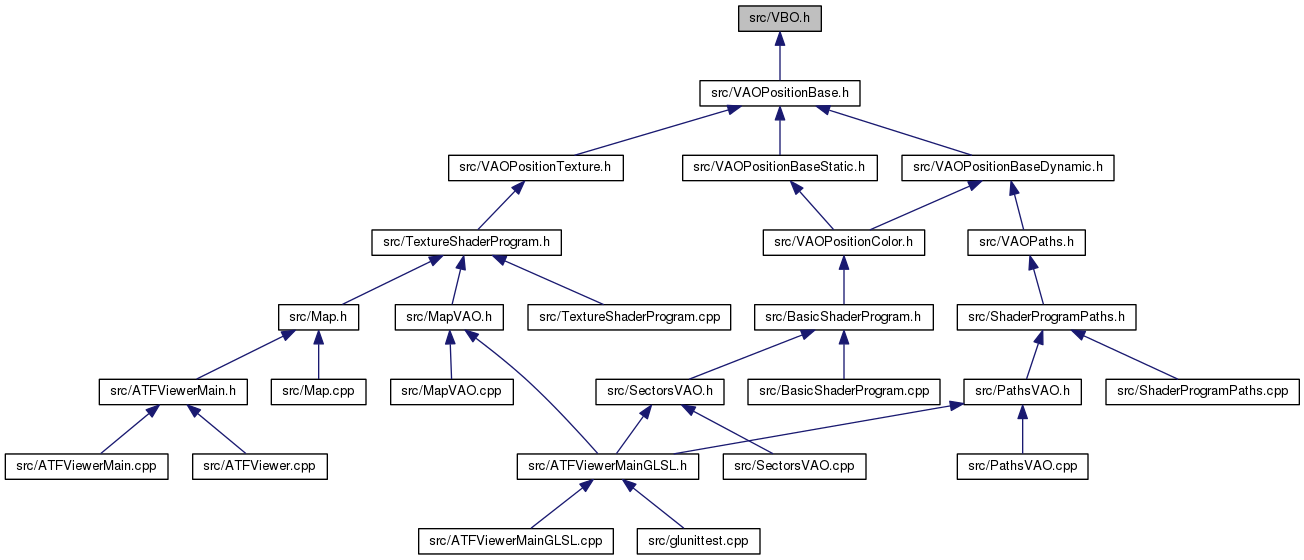 src/VBO.h
src/VAOPositionBase.h
src/VAOPositionTexture.h
src/VAOPositionBaseStatic.h
src/VAOPositionBaseDynamic.h
src/TextureShaderProgram.h
src/VAOPositionColor.h
src/VAOPaths.h
src/Map.h
src/MapVAO.h
src/TextureShaderProgram.cpp
src/BasicShaderProgram.h
src/ShaderProgramPaths.h
src/ATFViewerMain.h
src/Map.cpp
src/MapVAO.cpp
src/SectorsVAO.h
src/BasicShaderProgram.cpp
src/PathsVAO.h
src/ShaderProgramPaths.cpp
src/ATFViewerMain.cpp
src/ATFViewer.cpp
src/ATFViewerMainGLSL.h
src/SectorsVAO.cpp
src/PathsVAO.cpp
src/ATFViewerMainGLSL.cpp
src/glunittest.cpp